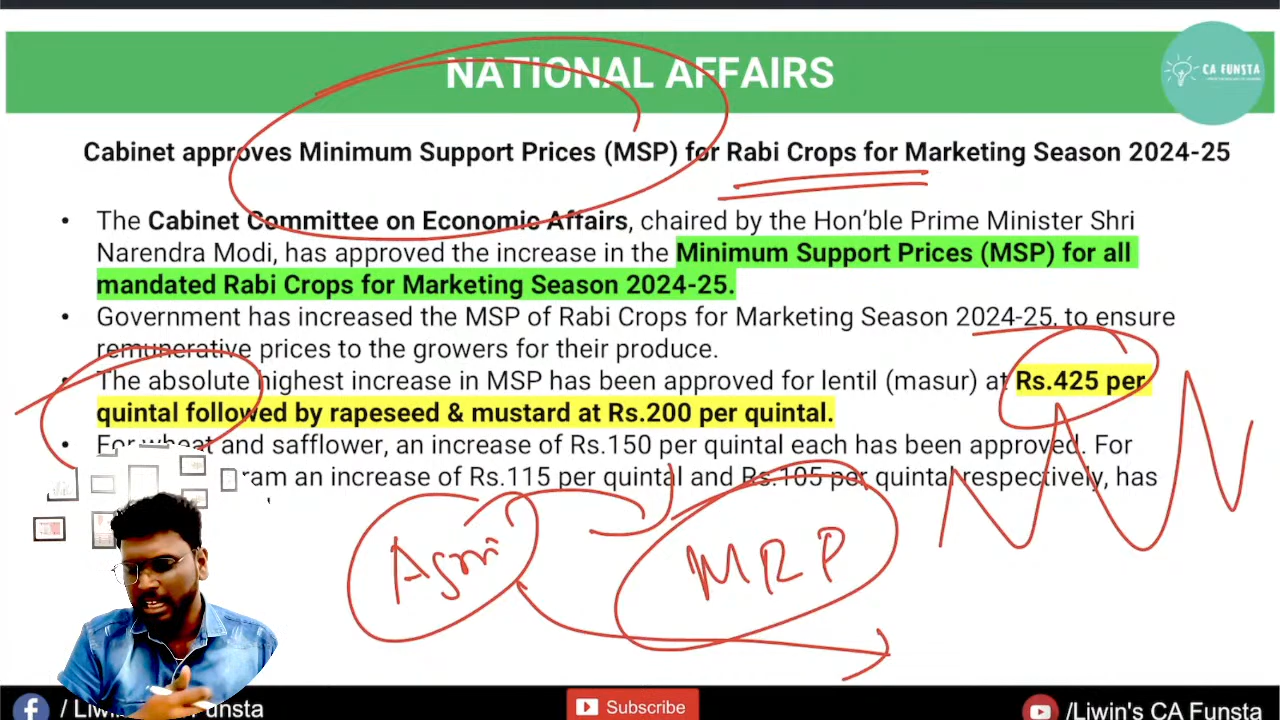 NATIONAL AFFAIRS
CA FUNSTA
Cabinet approves Minimum Support Prices (MSP) for Rabi Crops for Marketing Season 2024-25
• The Cabinet Committee on Economic Affairs, chaired by the Hon'ble Prime Minister Shri
Narendra Modi, has approved the increase in the Minimum Support Prices (MSP) for all
mandated Rabi Crops for Marketing Season 2024-25.
• Government has increased the MSP of Rabi Crops for Marketing Season 2024-25, to ensure
remunerative prices to the growers for their produce.
• The absolute highest increase in MSP has been approved for lentil (masur) at Rs.425 per
quintal followed by rapeseed & mustard at Rs.200 per quintal.
• For wheat and safflower, an increase of Rs.150 per quintal each has been approved. For
an increase of Rs.115 per quintal and Rs.105 per quintal respectively, has
Agri MRP
/ Liwin's CA Funsta
Subscribe
/Liwin's CA Funsta